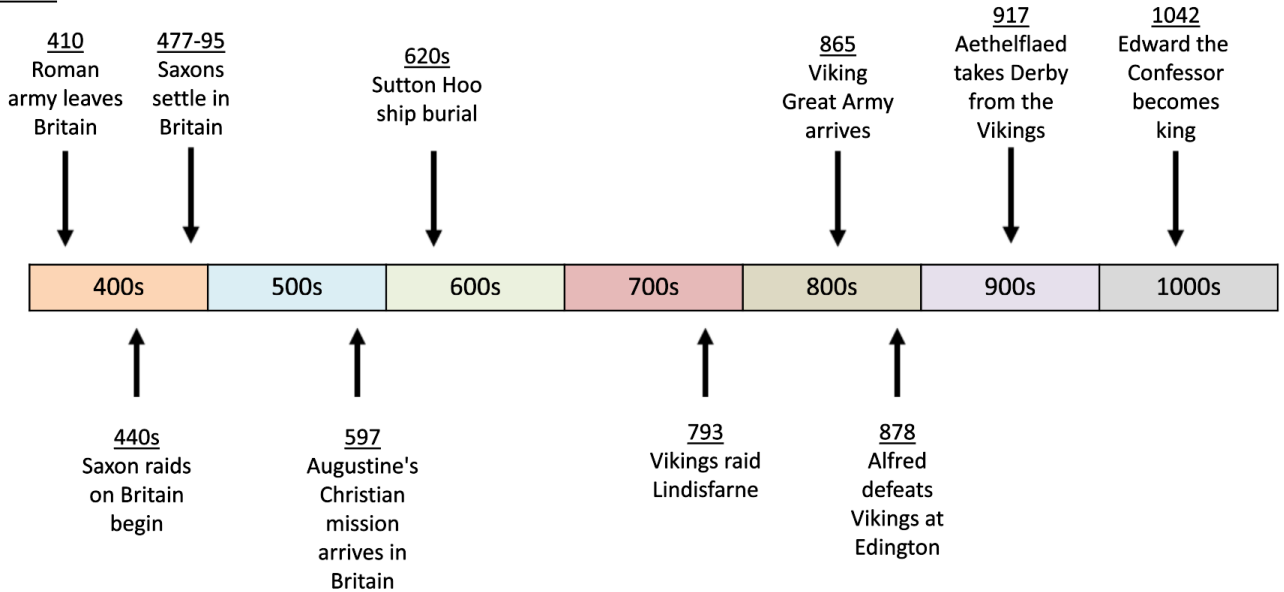 410
Roman
army leaves
Britain
477-95
Saxons
settle in
Britain
620s
Sutton Hoo
ship burial
865
Viking
Great Army
arrives
917
Aethelflaed
takes Derby
from the
Vikings
1042
Edward the
Confessor
becomes
king
400s
500s
600s
700s
800s
900s
1000s
440s
Saxon raids
on Britain
begin
597
Augustine's
Christian
mission
arrives in
Britain
793
Vikings raid
Lindisfarne
878
Alfred
defeats
Vikings at
Edington